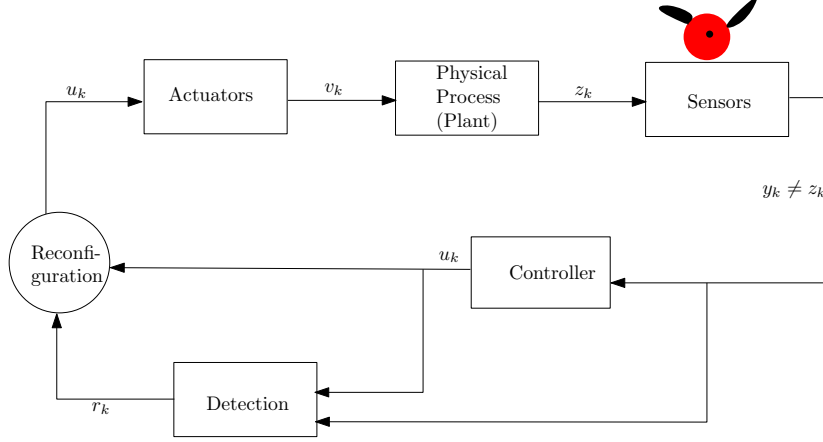 u_k
Actuators
v_k
Physical
Process
(Plant)
z_k
Sensors
y_k ≠ z_k
Reconfi-
guration
u_k
Controller
r_k
Detection